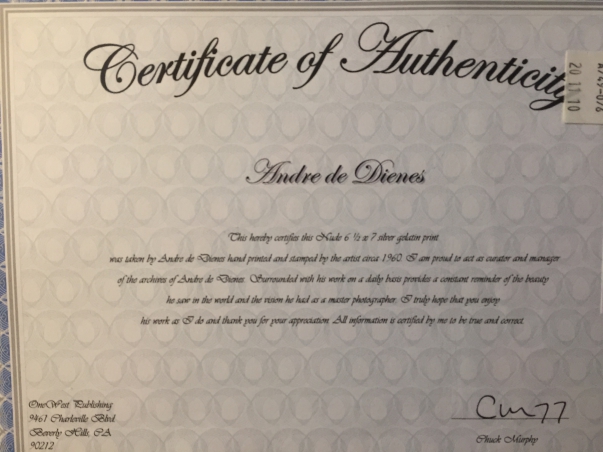 Certificate of Authenticity
20 11 10
Andre de Dienes
This hereby certifies this Nude 6 ½ x 7 silver gelatin print
was taken by Andre de Dienes hand printed and stamped by the artist circa 1960. I am proud to act as curator and manager
of the archives of Andre de Dienes. Surrounded with his work on a daily basis provides a constant reminder of the beauty
he saw in the world and the vision he had as a master photographer. I truly hope that you enjoy
his work as I do and thank you for your appreciation. All information is certified by me to be true and correct.
OneWest Publishing
9461 Charleville Blvd.
Beverly Hills, CA.
90212
Chuck Murphy